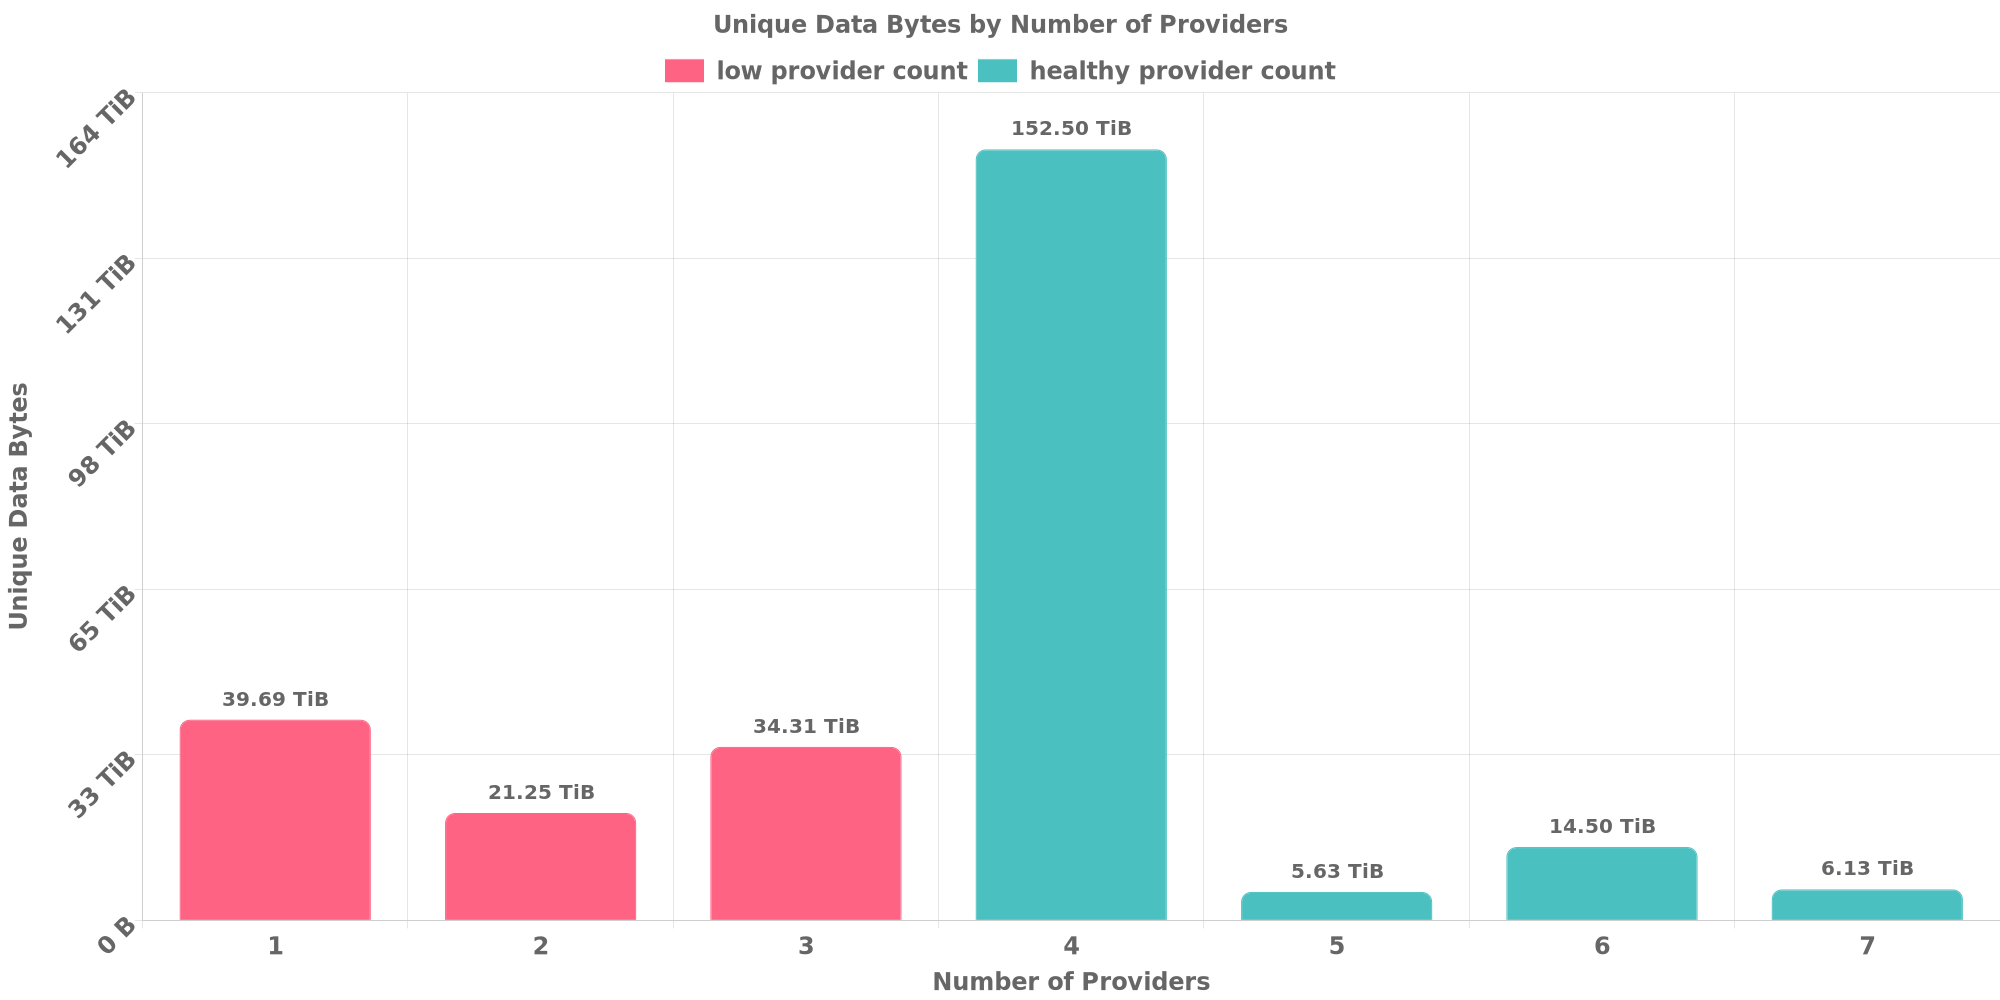 Unique Data Bytes by Number of Providers
low provider count
healthy provider count
164 TiB
131 TiB
98 TiB
65 TiB
33 TiB
0 B
Unique Data Bytes
39.69 TiB
21.25 TiB
34.31 TiB
152.50 TiB
5.63 TiB
14.50 TiB
6.13 TiB
1 2 3 4 5 6 7
Number of Providers